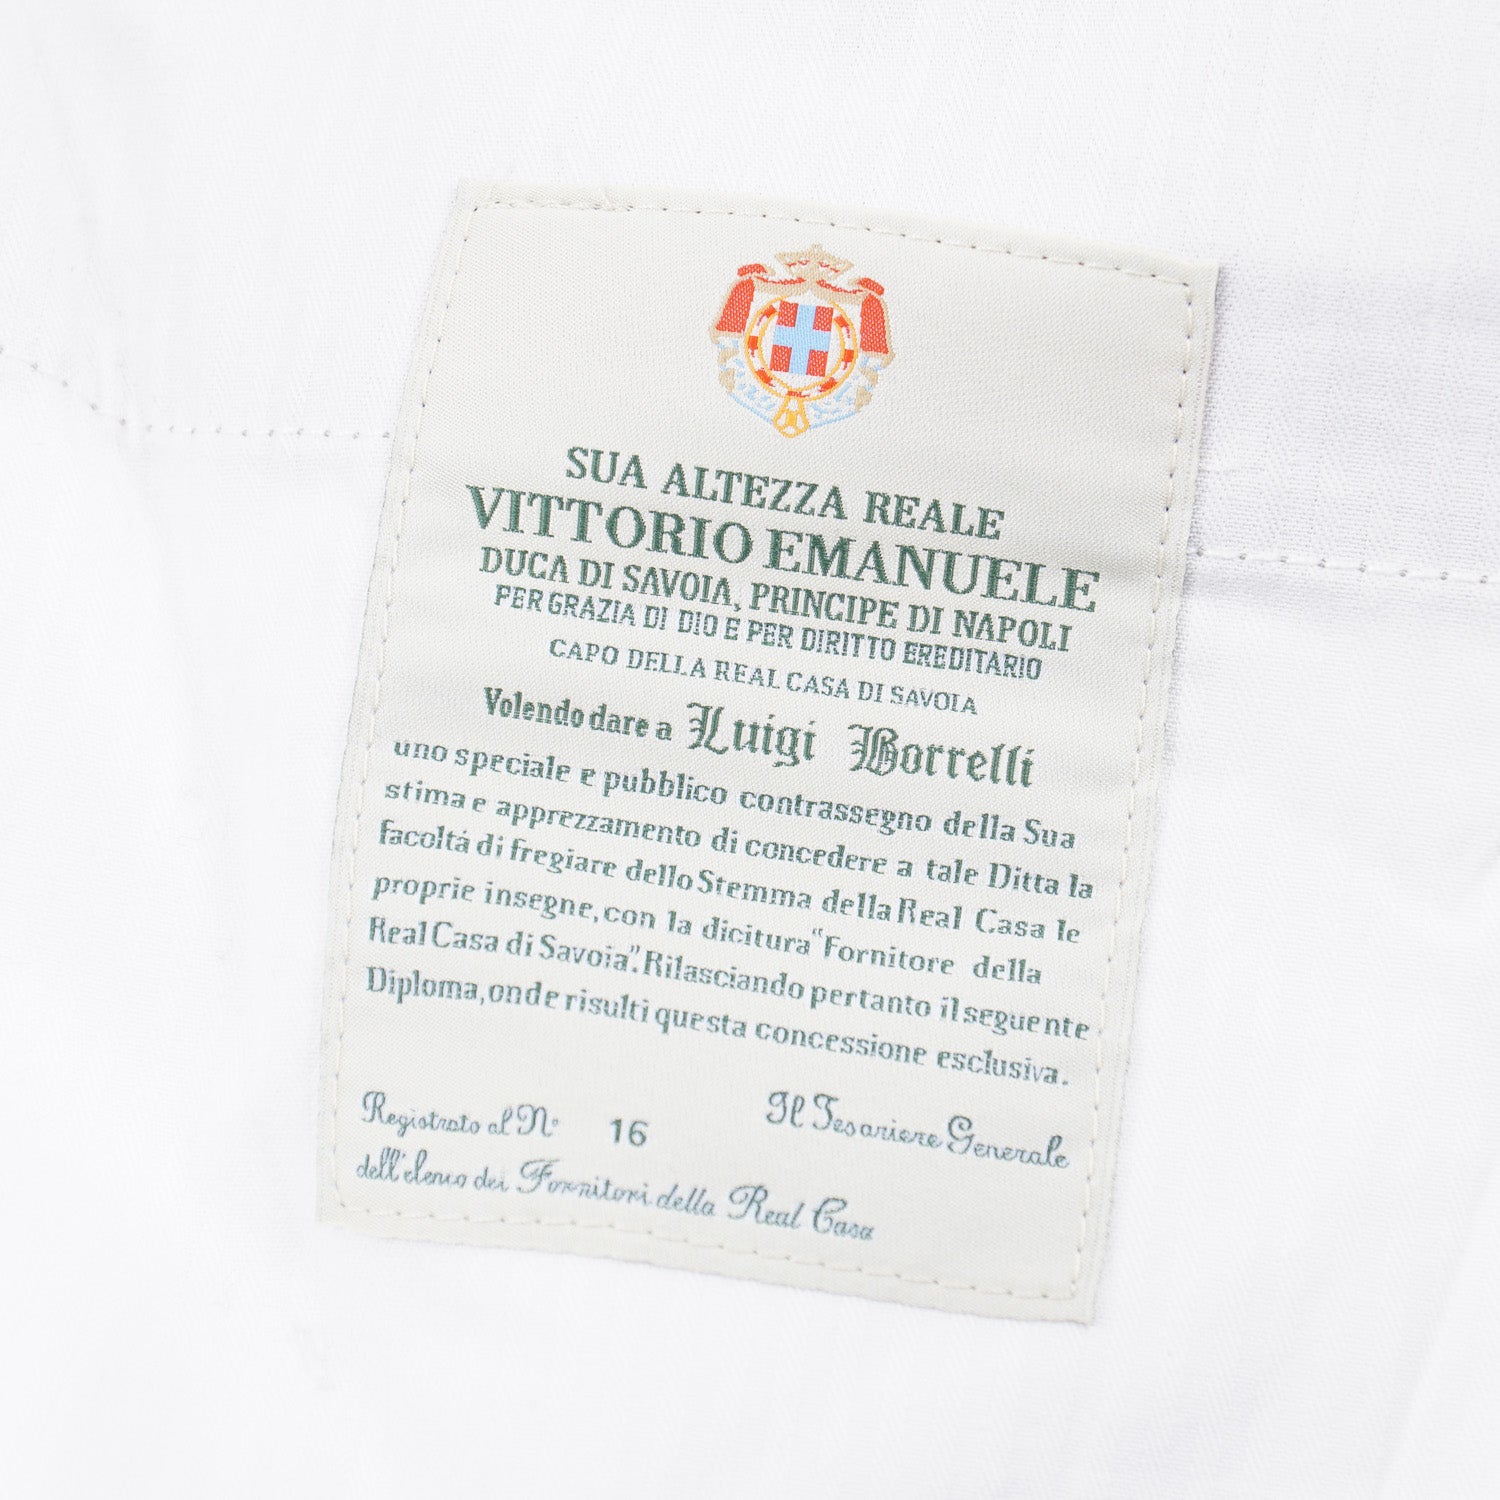 SUA ALTEZZA REALE
VITTORIO EMANUELE
DUCA DI SAVOIA, PRINCIPE DI NAPOLI
PER GRAZIA DI DIO E PER DIRITTO EREDITARIO
CAPO DELLA REAL CASA DI SAVOIA
Volendo dare a Luigi Borrelli
uno speciale e pubblico contrassegno della Sua
stima e apprezzamento di concedere a tale Ditta la
facoltá di fregiare dello Stemma della Real Casa le
proprie insegne, con la dicitura "Fornitore della
Real Casa di Savoia". Rilasciando pertanto il seguente
Diploma, onde risulti questa concessione esclusiva.
Registrato al N° 16 Il Tesoriere Generale
dell'elenco dei Fornitori della Real Casa